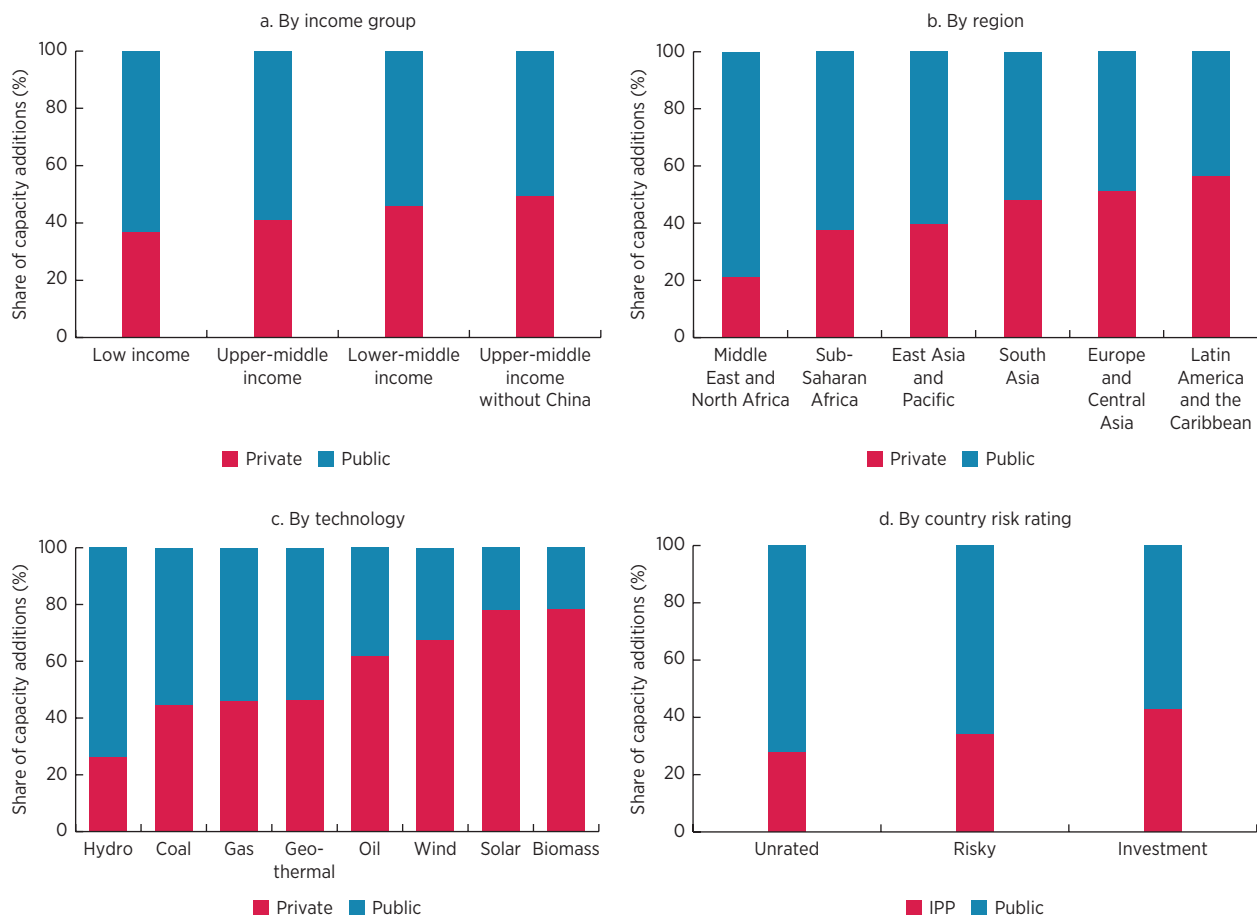 a. By income group
Share of capacity additions (%)
100
80
60
40
20
0
Low income
Upper-middle
income
Lower-middle
income
Upper-middle
income
without China
Private
Public
b. By region
Share of capacity additions (%)
100
80
60
40
20
0
Middle
East and
North Africa
Sub-
Saharan
Africa
East Asia
and
Pacific
South
Asia
Europe
and
Central
Asia
Latin
America
and the
Caribbean
Private
Public
c. By technology
Share of capacity additions (%)
100
80
60
40
20
0
Hydro
Coal
Gas
Geo-
thermal
Oil
Wind
Solar
Biomass
Private
Public
d. By country risk rating
Share of capacity additions (%)
100
80
60
40
20
0
Unrated
Risky
Investment
IPP
Public